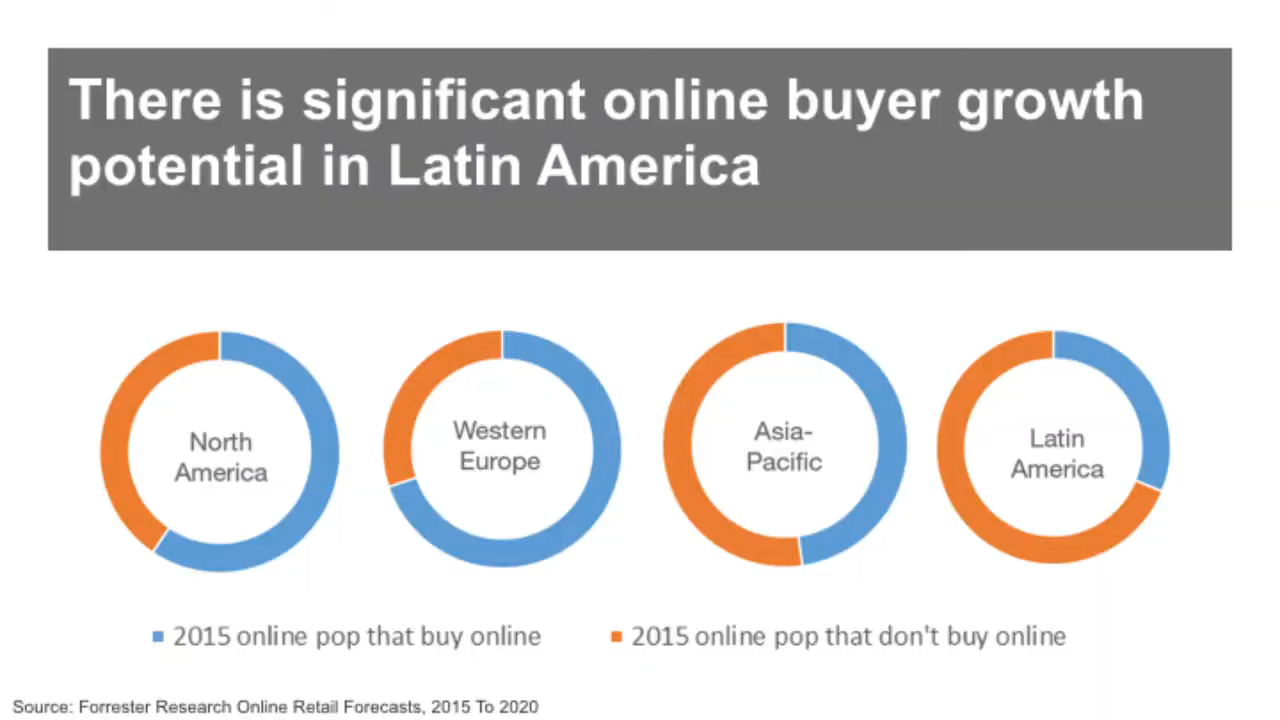 There is significant online buyer growth
potential in Latin America
North
America
Western
Europe
Asia-
Pacific
Latin
America
2015 online pop that buy online
2015 online pop that don't buy online
Source: Forrester Research Online Retail Forecasts, 2015 To 2020